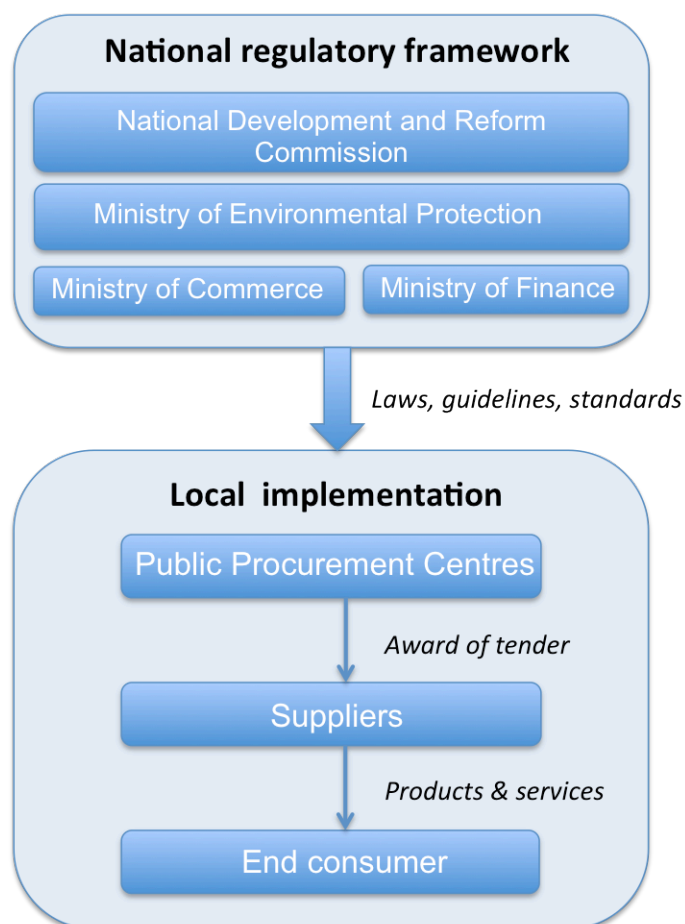 National regulatory framework
National Development and Reform
Commission
Ministry of Environmental Protection
Ministry of Commerce
Ministry of Finance
Laws, guidelines, standards
Local implementation
Public Procurement Centres
Award of tender
Suppliers
Products & services
End consumer